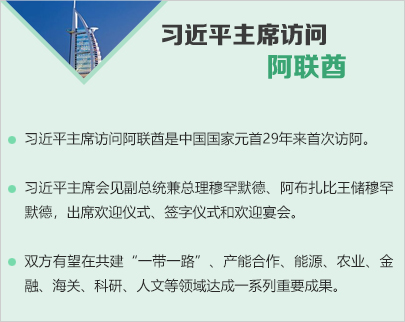 习近平主席访问
阿联酋
习近平主席访问阿联酋是中国国家元首29年来首次访阿。
习近平主席会见副总统兼总理穆罕默德、阿布扎比王储穆罕
默德，出席欢迎仪式、签字仪式和欢迎宴会。
双方有望在共建“一带一路”、产能合作、能源、农业、金
融、海关、科研、人文等领域达成一系列重要成果。